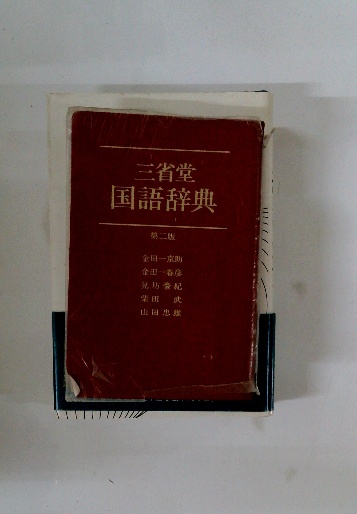 三省堂
国語辞典
第二版
金田一京助
金田一春彦
見坊豪紀
柴田 武
山田忠雄